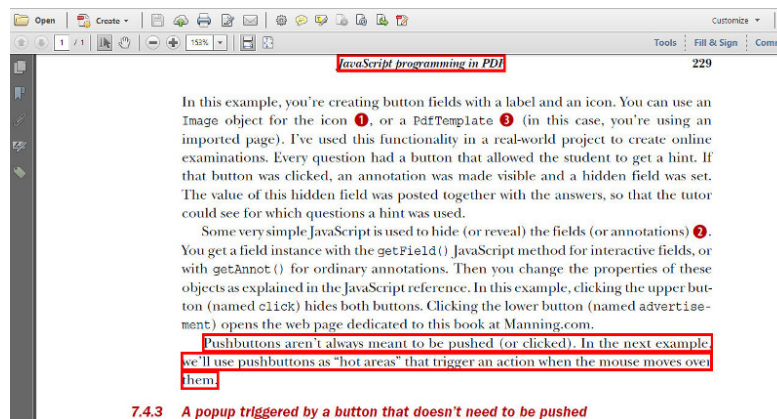 Open Create Customize
1 / 1 153% Tools Fill & Sign Com
JavaScript programming in PDF 229
In this example, you're creating button fields with a label and an icon. You can use an
Image object for the icon 1, or a PdfTemplate 3 (in this case, you're using an
imported page). I've used this functionality in a real-world project to create online
examinations. Every question had a button that allowed the student to get a hint. If
that button was clicked, an annotation was made visible and a hidden field was set.
The value of this hidden field was posted together with the answers, so that the tutor
could see for which questions a hint was used.
Some very simple JavaScript is used to hide (or reveal) the fields (or annotations) 2.
You get a field instance with the getField() JavaScript method for interactive fields, or
with getAnnot() for ordinary annotations. Then you change the properties of these
objects as explained in the JavaScript reference. In this example, clicking the upper but-
ton (named click) hides both buttons. Clicking the lower button (named advertise-
ment) opens the web page dedicated to this book at Manning.com.
Pushbuttons aren't always meant to be pushed (or clicked). In the next example,
we'll use pushbuttons as "hot areas" that trigger an action when the mouse moves over
them.
7.4.3 A popup triggered by a button that doesn't need to be pushed